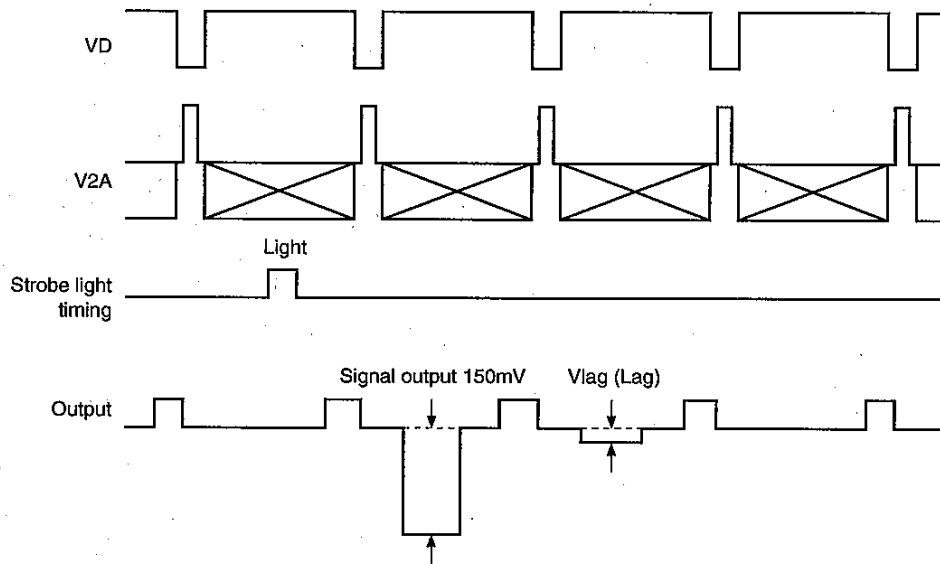 VD
V2A
Light
Strobe light
timing
Signal output 150mV
Vlag (Lag)
Output